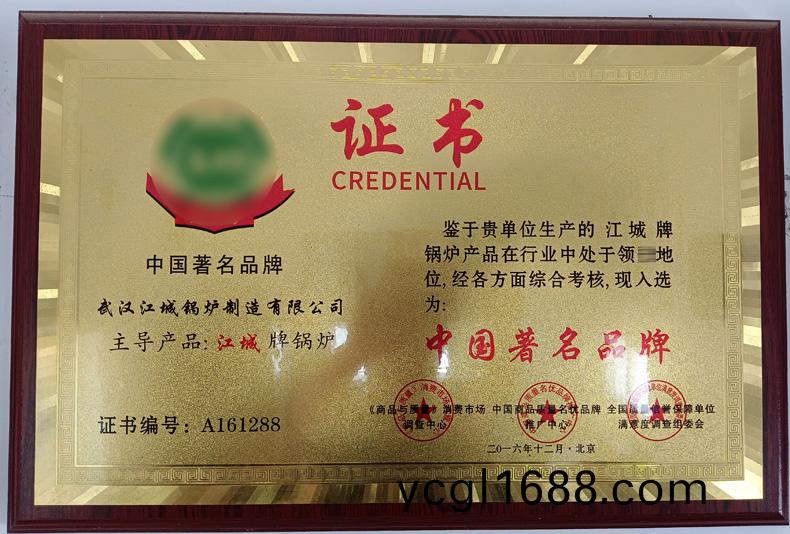 证书
CREDENTIAL
中国著名品牌
武汉江城锅炉制造有限公司
主导产品:江城牌锅炉
证书编号:A161288
鉴于贵单位生产的 江城 牌
锅炉产品在行业中处于领 地
位,经各方面综合考核,现入选
为:
中国著名品牌
《商品与质量》消费市场
调查中心
中国商品质量名优品牌
推广中心
全国质量信誉保障单位
满意度调查组委会
二〇一六年十二月·北京
ycgl1688.com